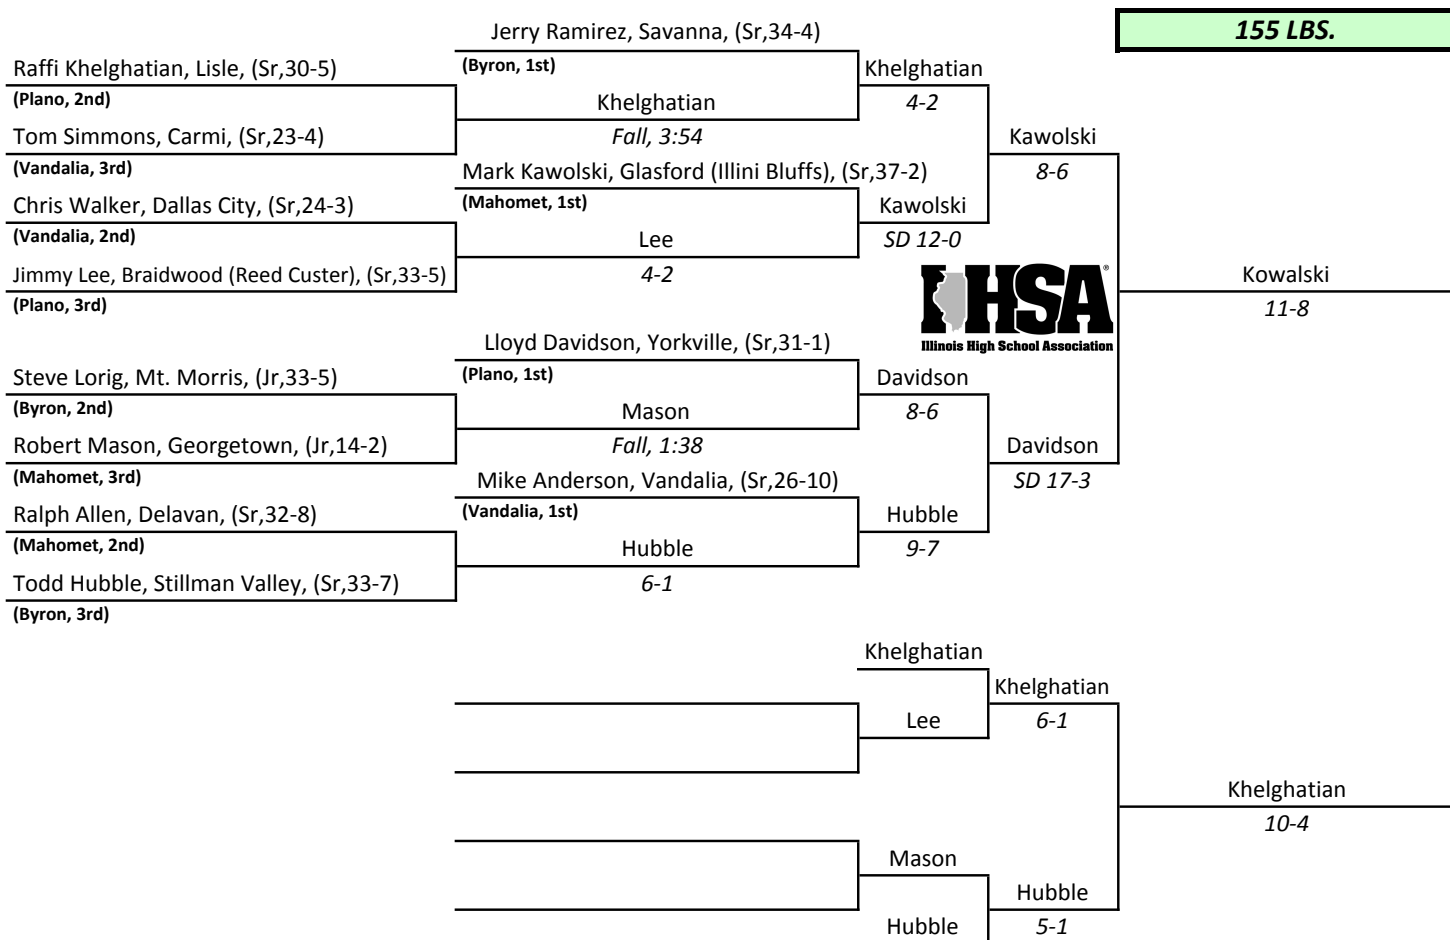 155 LBS.
Jerry Ramirez, Savanna, (Sr,34-4)
(Byron, 1st)
Raffi Khelghatian, Lisle, (Sr,30-5)
(Plano, 2nd)
Khelghatian
Fall, 3:54
Tom Simmons, Carmi, (Sr,23-4)
(Vandalia, 3rd)
Khelghatian
4-2
Mark Kawolski, Glasford (Illini Bluffs), (Sr,37-2)
(Mahomet, 1st)
Chris Walker, Dallas City, (Sr,24-3)
(Vandalia, 2nd)
Lee
4-2
Jimmy Lee, Braidwood (Reed Custer), (Sr,33-5)
(Plano, 3rd)
Kawolski
SD 12-0
Kawolski
8-6
IHSA®
Illinois High School Association
Kowalski
11-8
Lloyd Davidson, Yorkville, (Sr,31-1)
(Plano, 1st)
Steve Lorig, Mt. Morris, (Jr,33-5)
(Byron, 2nd)
Mason
Fall, 1:38
Robert Mason, Georgetown, (Jr,14-2)
(Mahomet, 3rd)
Davidson
8-6
Mike Anderson, Vandalia, (Sr,26-10)
(Vandalia, 1st)
Ralph Allen, Delavan, (Sr,32-8)
(Mahomet, 2nd)
Hubble
6-1
Todd Hubble, Stillman Valley, (Sr,33-7)
(Byron, 3rd)
Hubble
9-7
Davidson
SD 17-3
Khelghatian
Lee
Khelghatian
6-1
Khelghatian
10-4
Mason
Hubble
Hubble
5-1